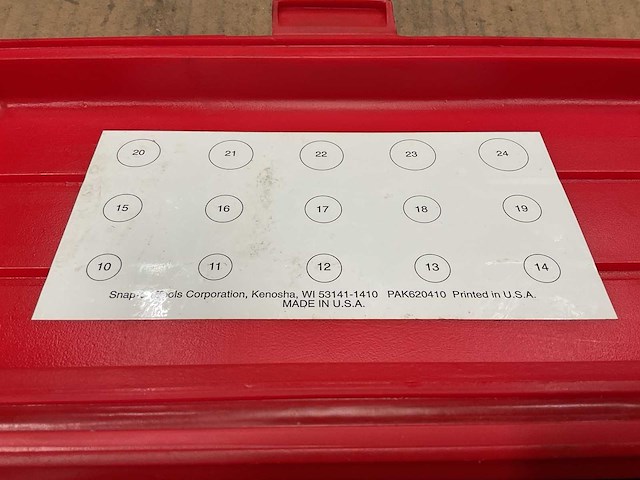 20 21 22 23 24
15 16 17 18 19
10 11 12 13 14
Corporation, Kenosha, WI 53141-1410 PAK620410 Printed in U.S.A.
MADE IN U.S.A.